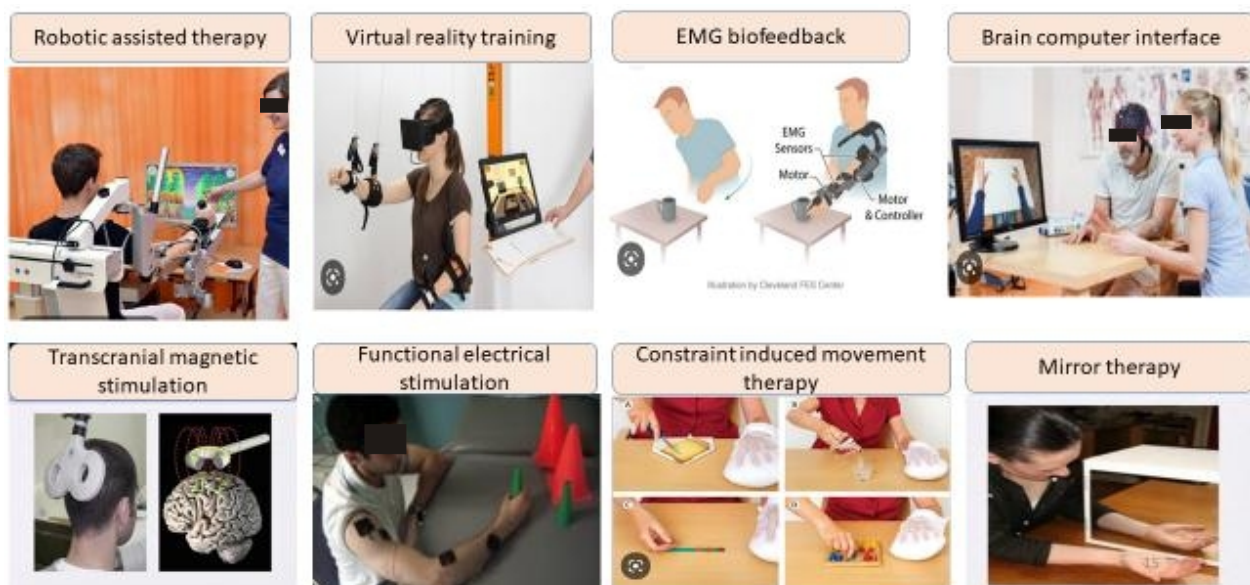 Robotic assisted therapy
Virtual reality training
EMG biofeedback
Brain computer interface
EMG
Sensors
Motor
Motor
& Controller
Illustration by Cleveland FES Center
Transcranial magnetic
stimulation
Functional electrical
stimulation
Constraint induced movement
therapy
Mirror therapy
A
B
C
D
15